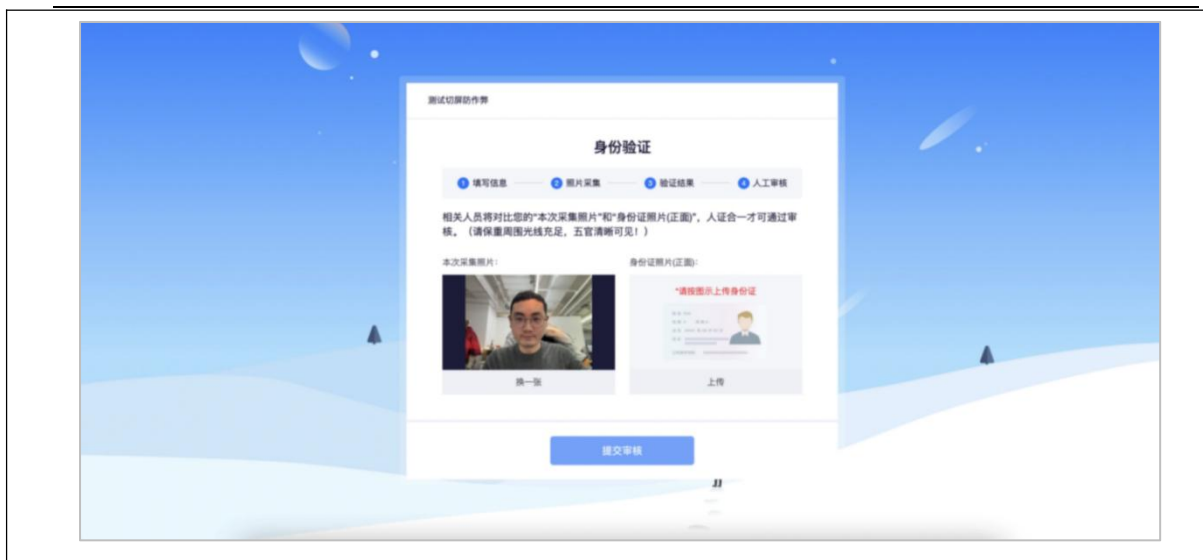 测试切屏防作弊
身份验证
1 填写信息 2 照片采集 3 验证结果 4 人工审核
相关人员将对比您的“本次采集照片”和“身份证照片(正面)”，人证合一才可通过审
核。（请保重周围光线充足，五官清晰可见！）
本次采集照片： 身份证照片(正面)：
*请按图示上传身份证
换一张 上传
提交审核